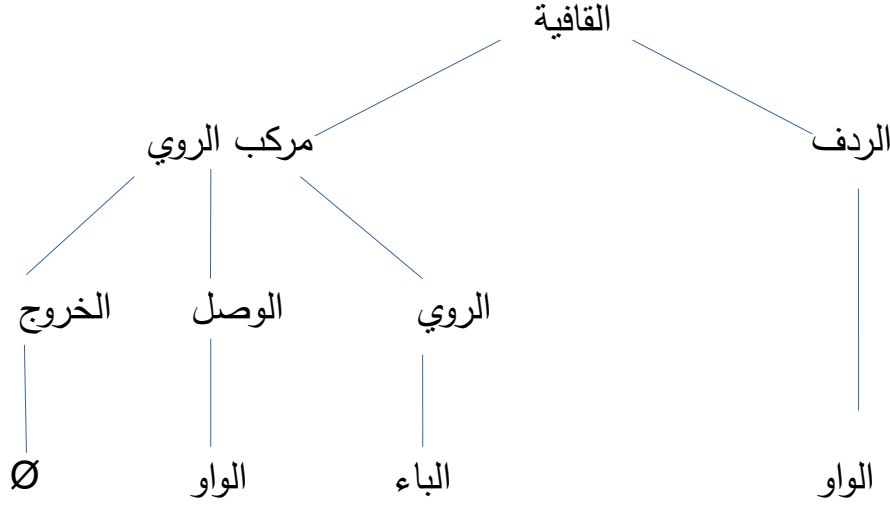 القافية
الردف
مركب الروي
الروي
الوصل
الخروج
الواو
الباء
الواو
Ø